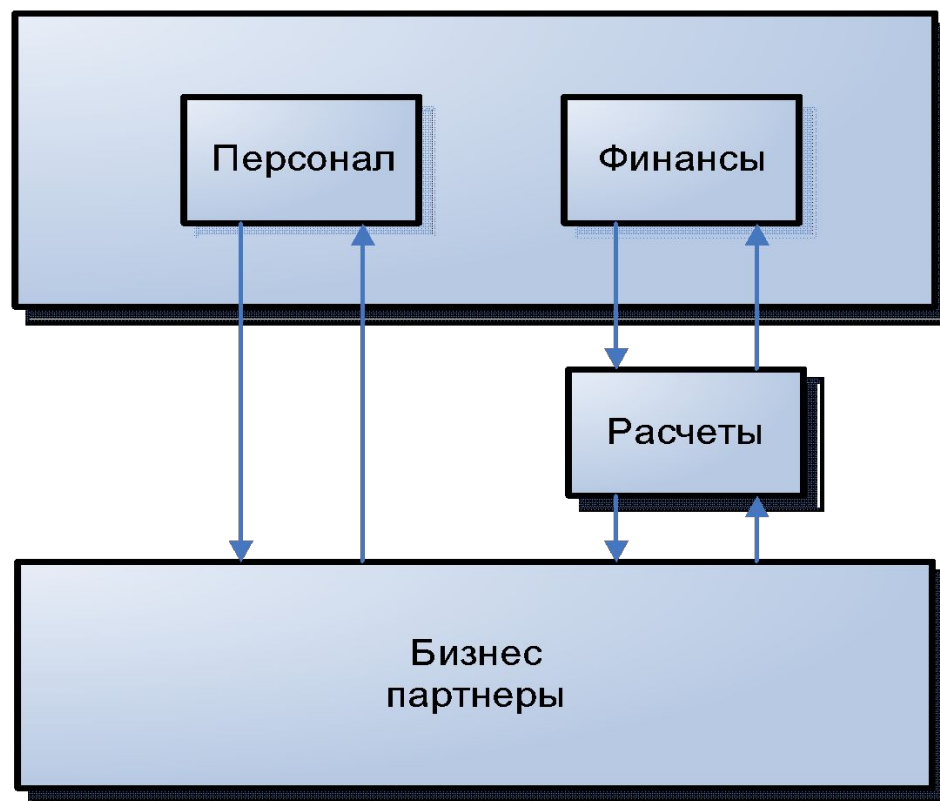 Персонал
Финансы
Расчеты
Бизнес
партнеры